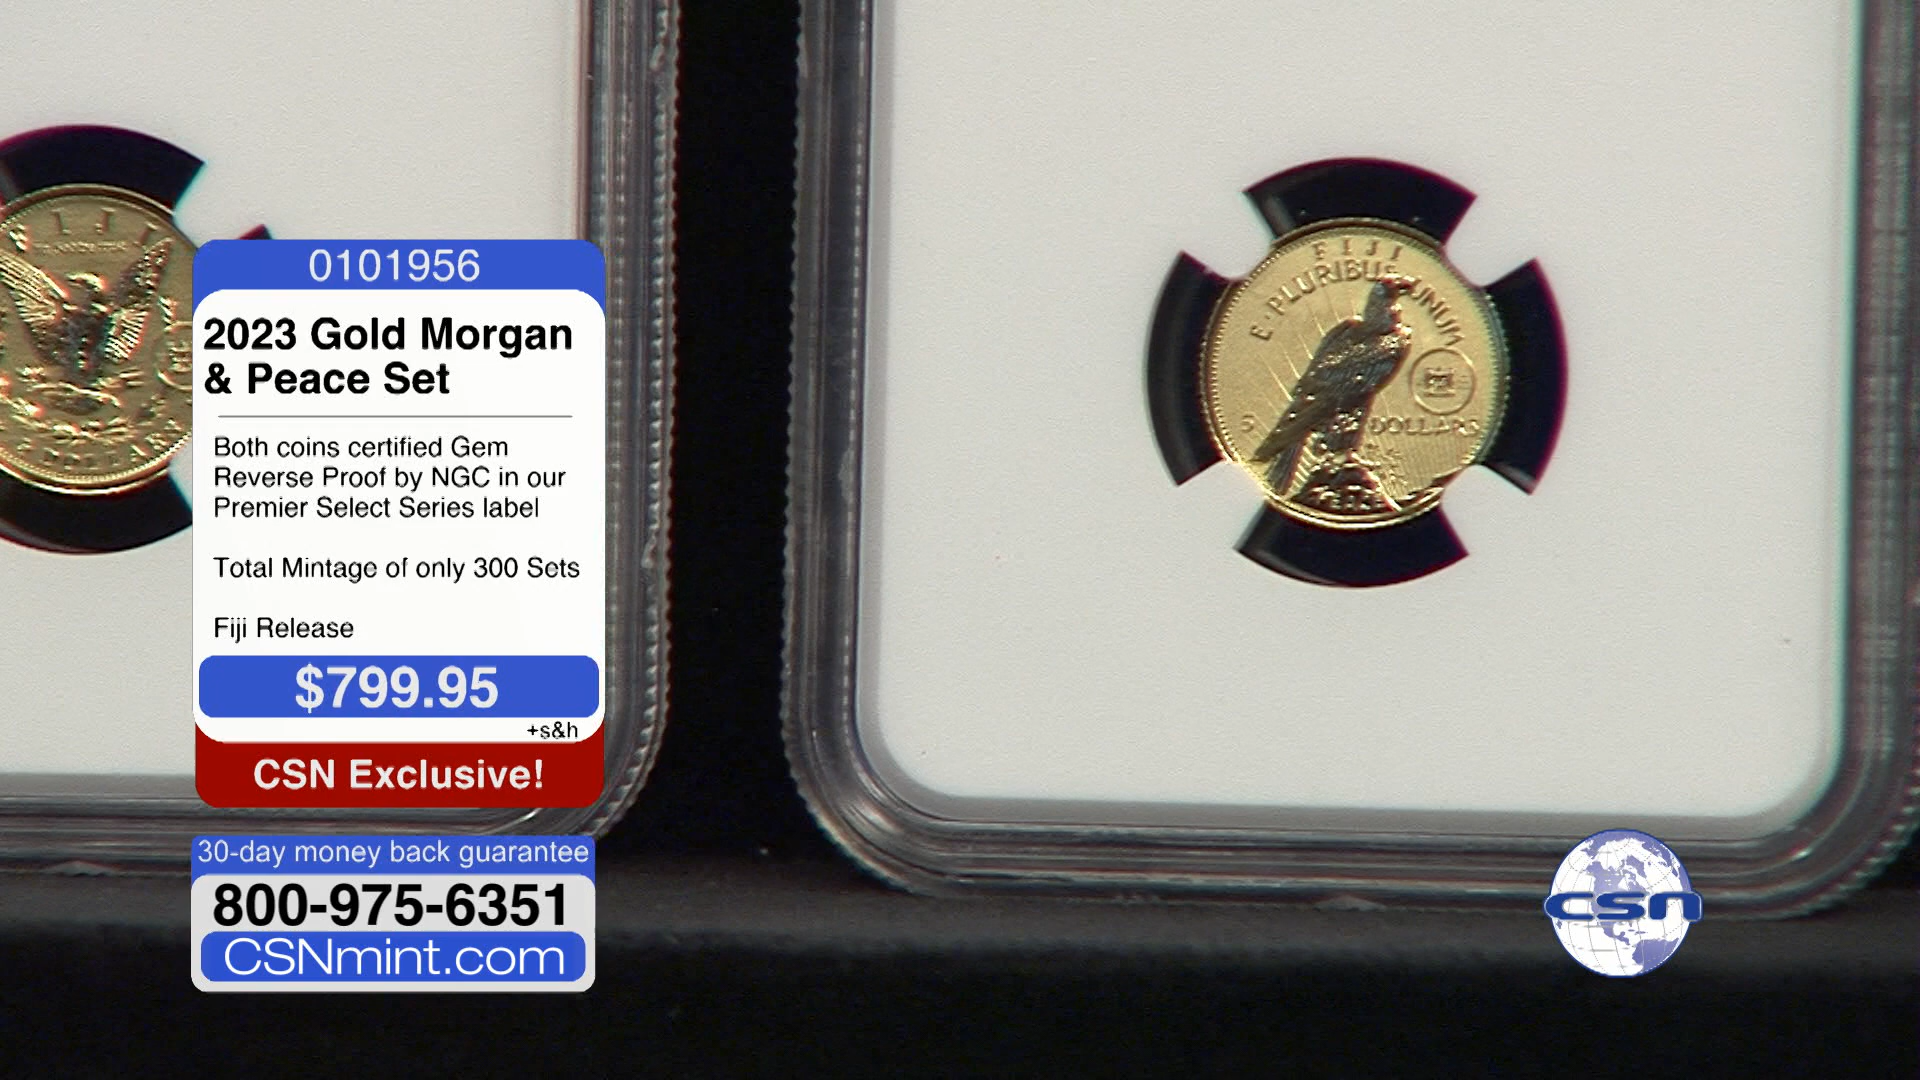 0101956
2023 Gold Morgan
& Peace Set
Both coins certified Gem
Reverse Proof by NGC in our
Premier Select Series label
Total Mintage of only 300 Sets
Fiji Release
$799.95
+s&h
CSN Exclusive!
30-day money back guarantee
800-975-6351
CSNmint.com
FIJI
E·PLURIBUS UNUM
5 DOLLARS
PEACE
csn